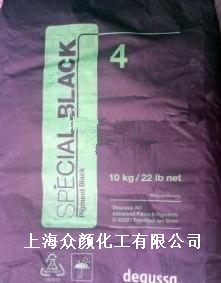 SPECIAL BLACK
Pigment Black
4
10 kg / 22 lb net
Degussa AG
Advanced Fillers & Pigments
上海众颜化工有限公司
degussa